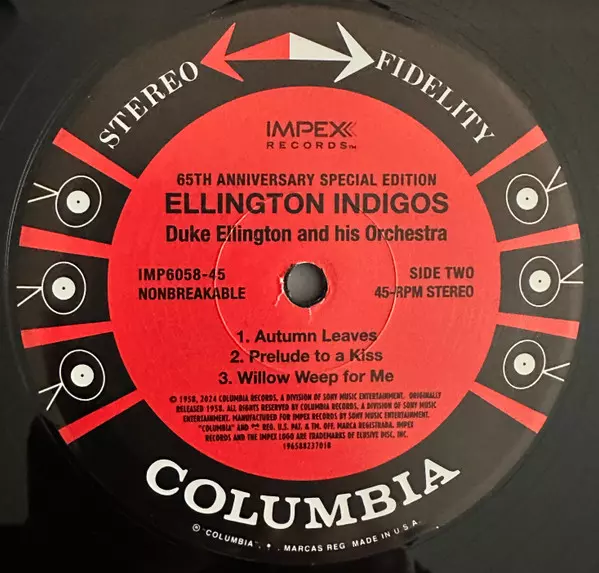 STEREO FIDELITY
IMPEX
RECORDS™
65TH ANNIVERSARY SPECIAL EDITION
ELLINGTON INDIGOS
Duke Ellington and his Orchestra
IMP6058-45 SIDE TWO
NONBREAKABLE 45-RPM STEREO
1. Autumn Leaves
2. Prelude to a Kiss
3. Willow Weep for Me
© 1958, 2024 COLUMBIA RECORDS, A DIVISION OF SONY MUSIC ENTERTAINMENT. ORIGINALLY
RELEASED 1958. ALL RIGHTS RESERVED BY COLUMBIA RECORDS, A DIVISION OF SONY MUSIC
ENTERTAINMENT. MANUFACTURED FOR IMPEX RECORDS BY SONY MUSIC ENTERTAINMENT.
"COLUMBIA" AND REG. U.S. PAT. & TM. OFF. MARCA REGISTRADA. IMPEX
RECORDS AND THE IMPEX LOGO ARE TRADEMARKS OF ELUSIVE DISC, INC.
196588237018
COLUMBIA
"COLUMBIA", MARCAS REG. MADE IN U.S.A.